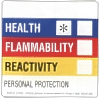 HEALTH *
FLAMMABILITY
REACTIVITY
PERSONAL PROTECTION